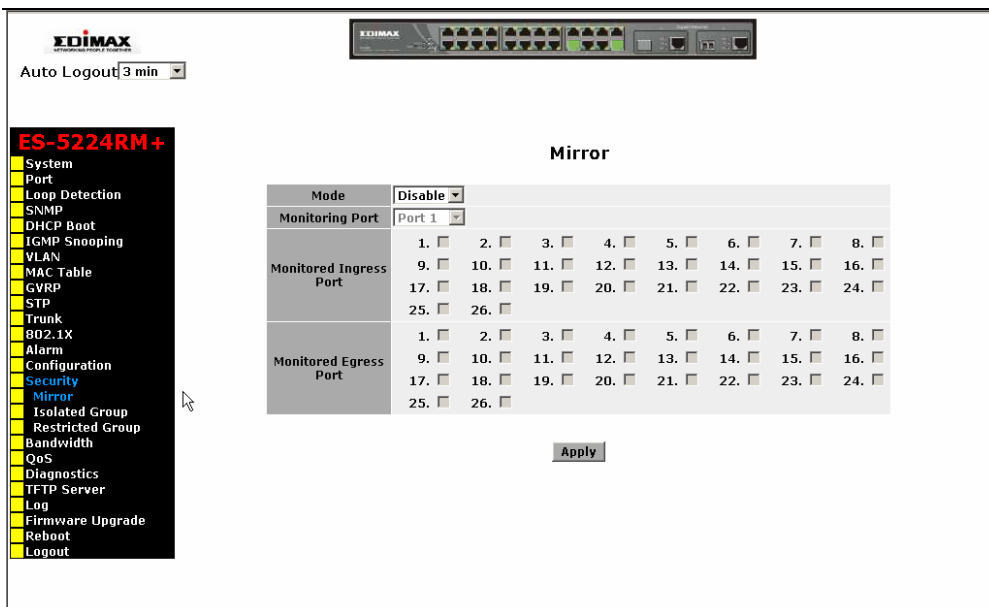 EDIMAX
NETWORKING PEOPLE TOGETHER
EDIMAX
Auto Logout 3 min
ES-5224RM+
System
Port
Loop Detection
SNMP
DHCP Boot
IGMP Snooping
VLAN
MAC Table
GVRP
STP
Trunk
802.1X
Alarm
Configuration
Security
Mirror
Isolated Group
Restricted Group
Bandwidth
QoS
Diagnostics
TFTP Server
Log
Firmware Upgrade
Reboot
Logout
Mirror
Mode Disable
Monitoring Port Port 1
Monitored Ingress Port
1. 2. 3. 4. 5. 6. 7. 8.
9. 10. 11. 12. 13. 14. 15. 16.
17. 18. 19. 20. 21. 22. 23. 24.
25. 26.
Monitored Egress Port
1. 2. 3. 4. 5. 6. 7. 8.
9. 10. 11. 12. 13. 14. 15. 16.
17. 18. 19. 20. 21. 22. 23. 24.
25. 26.
Apply